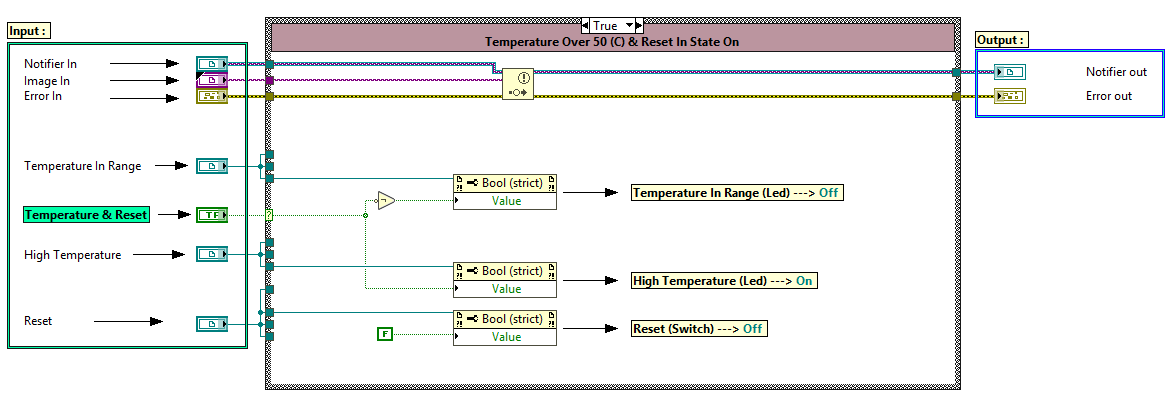 True
Input :
Temperature Over 50 (C) & Reset In State On
Output :
Notifier In
Image In
Error In
Notifier out
Error out
Temperature In Range
Bool (strict)
Value
Temperature In Range (Led) ---> Off
Temperature & Reset
TF
?
High Temperature
Bool (strict)
Value
High Temperature (Led) ---> On
Reset
Bool (strict)
Value
F
Reset (Switch) ---> Off